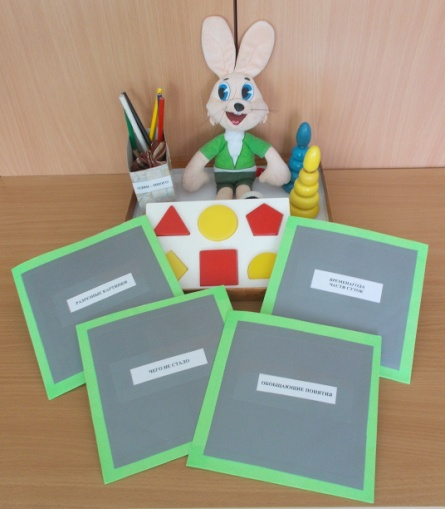 РАЗРЕЗНЫЕ КАРТИНКИ
ВРЕМЕНА ГОДА
ЧАСТИ СУТОК
ЧЕГО НЕ СТАЛО
ОБОБЩАЮЩИЕ ПОНЯТИЯ